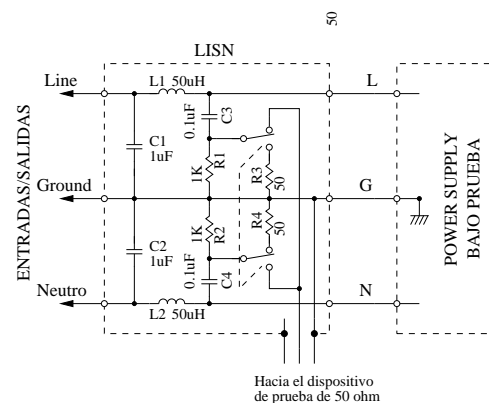 50
LISN
Line
L1 50uH
L
C3
0.1uF
C1
1uF
R1
1K
R3
50
ENTRADAS/SALIDAS
Ground
G
POWER SUPPLY
BAJO PRUEBA
R4
50
R2
1K
C2
1uF
C4
0.1uF
Neutro
N
L2 50uH
Hacia el dispositivo
de prueba de 50 ohm